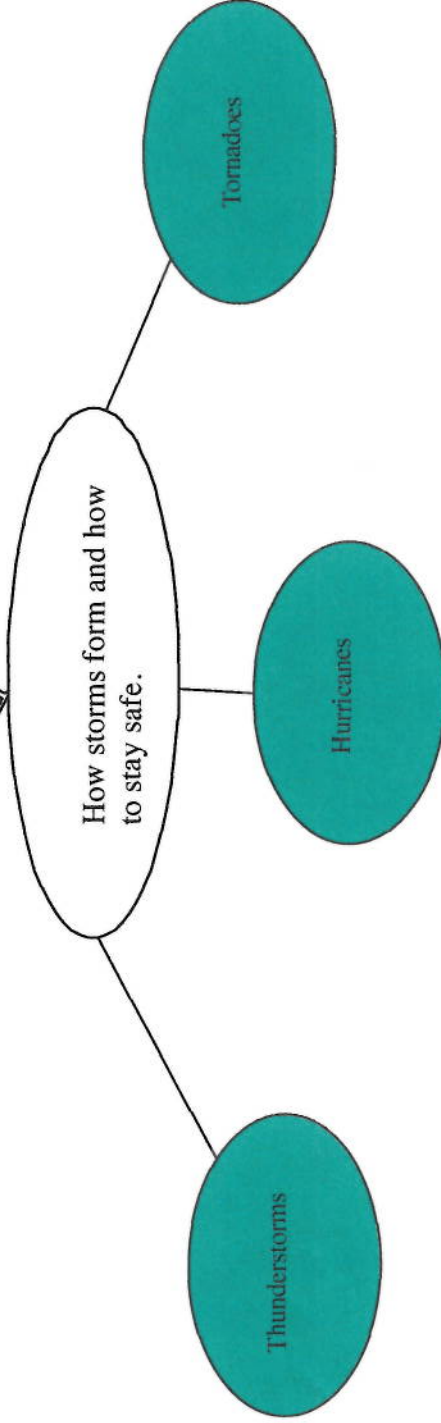 How storms form and how
to stay safe.
Thunderstorms
Hurricanes
Tornadoes